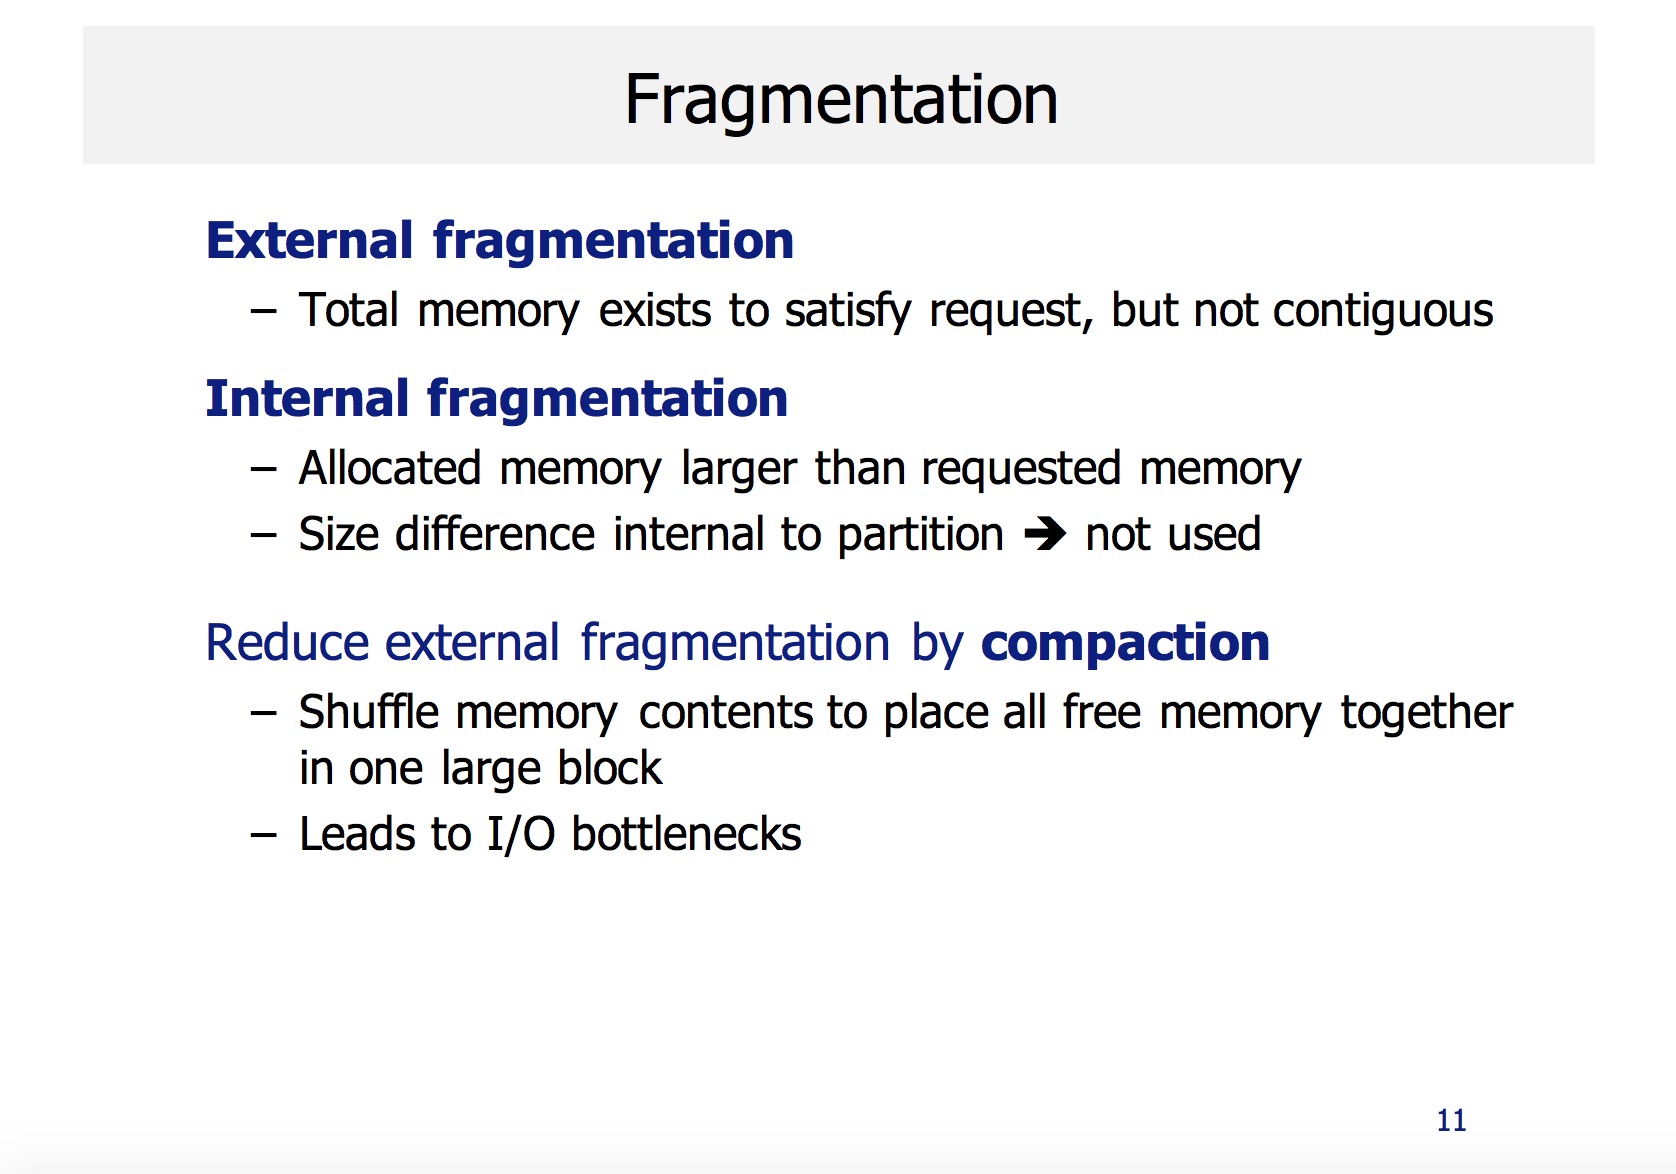 Fragmentation
External fragmentation
– Total memory exists to satisfy request, but not contiguous
Internal fragmentation
– Allocated memory larger than requested memory
– Size difference internal to partition ➔ not used
Reduce external fragmentation by compaction
– Shuffle memory contents to place all free memory together
in one large block
– Leads to I/O bottlenecks
11